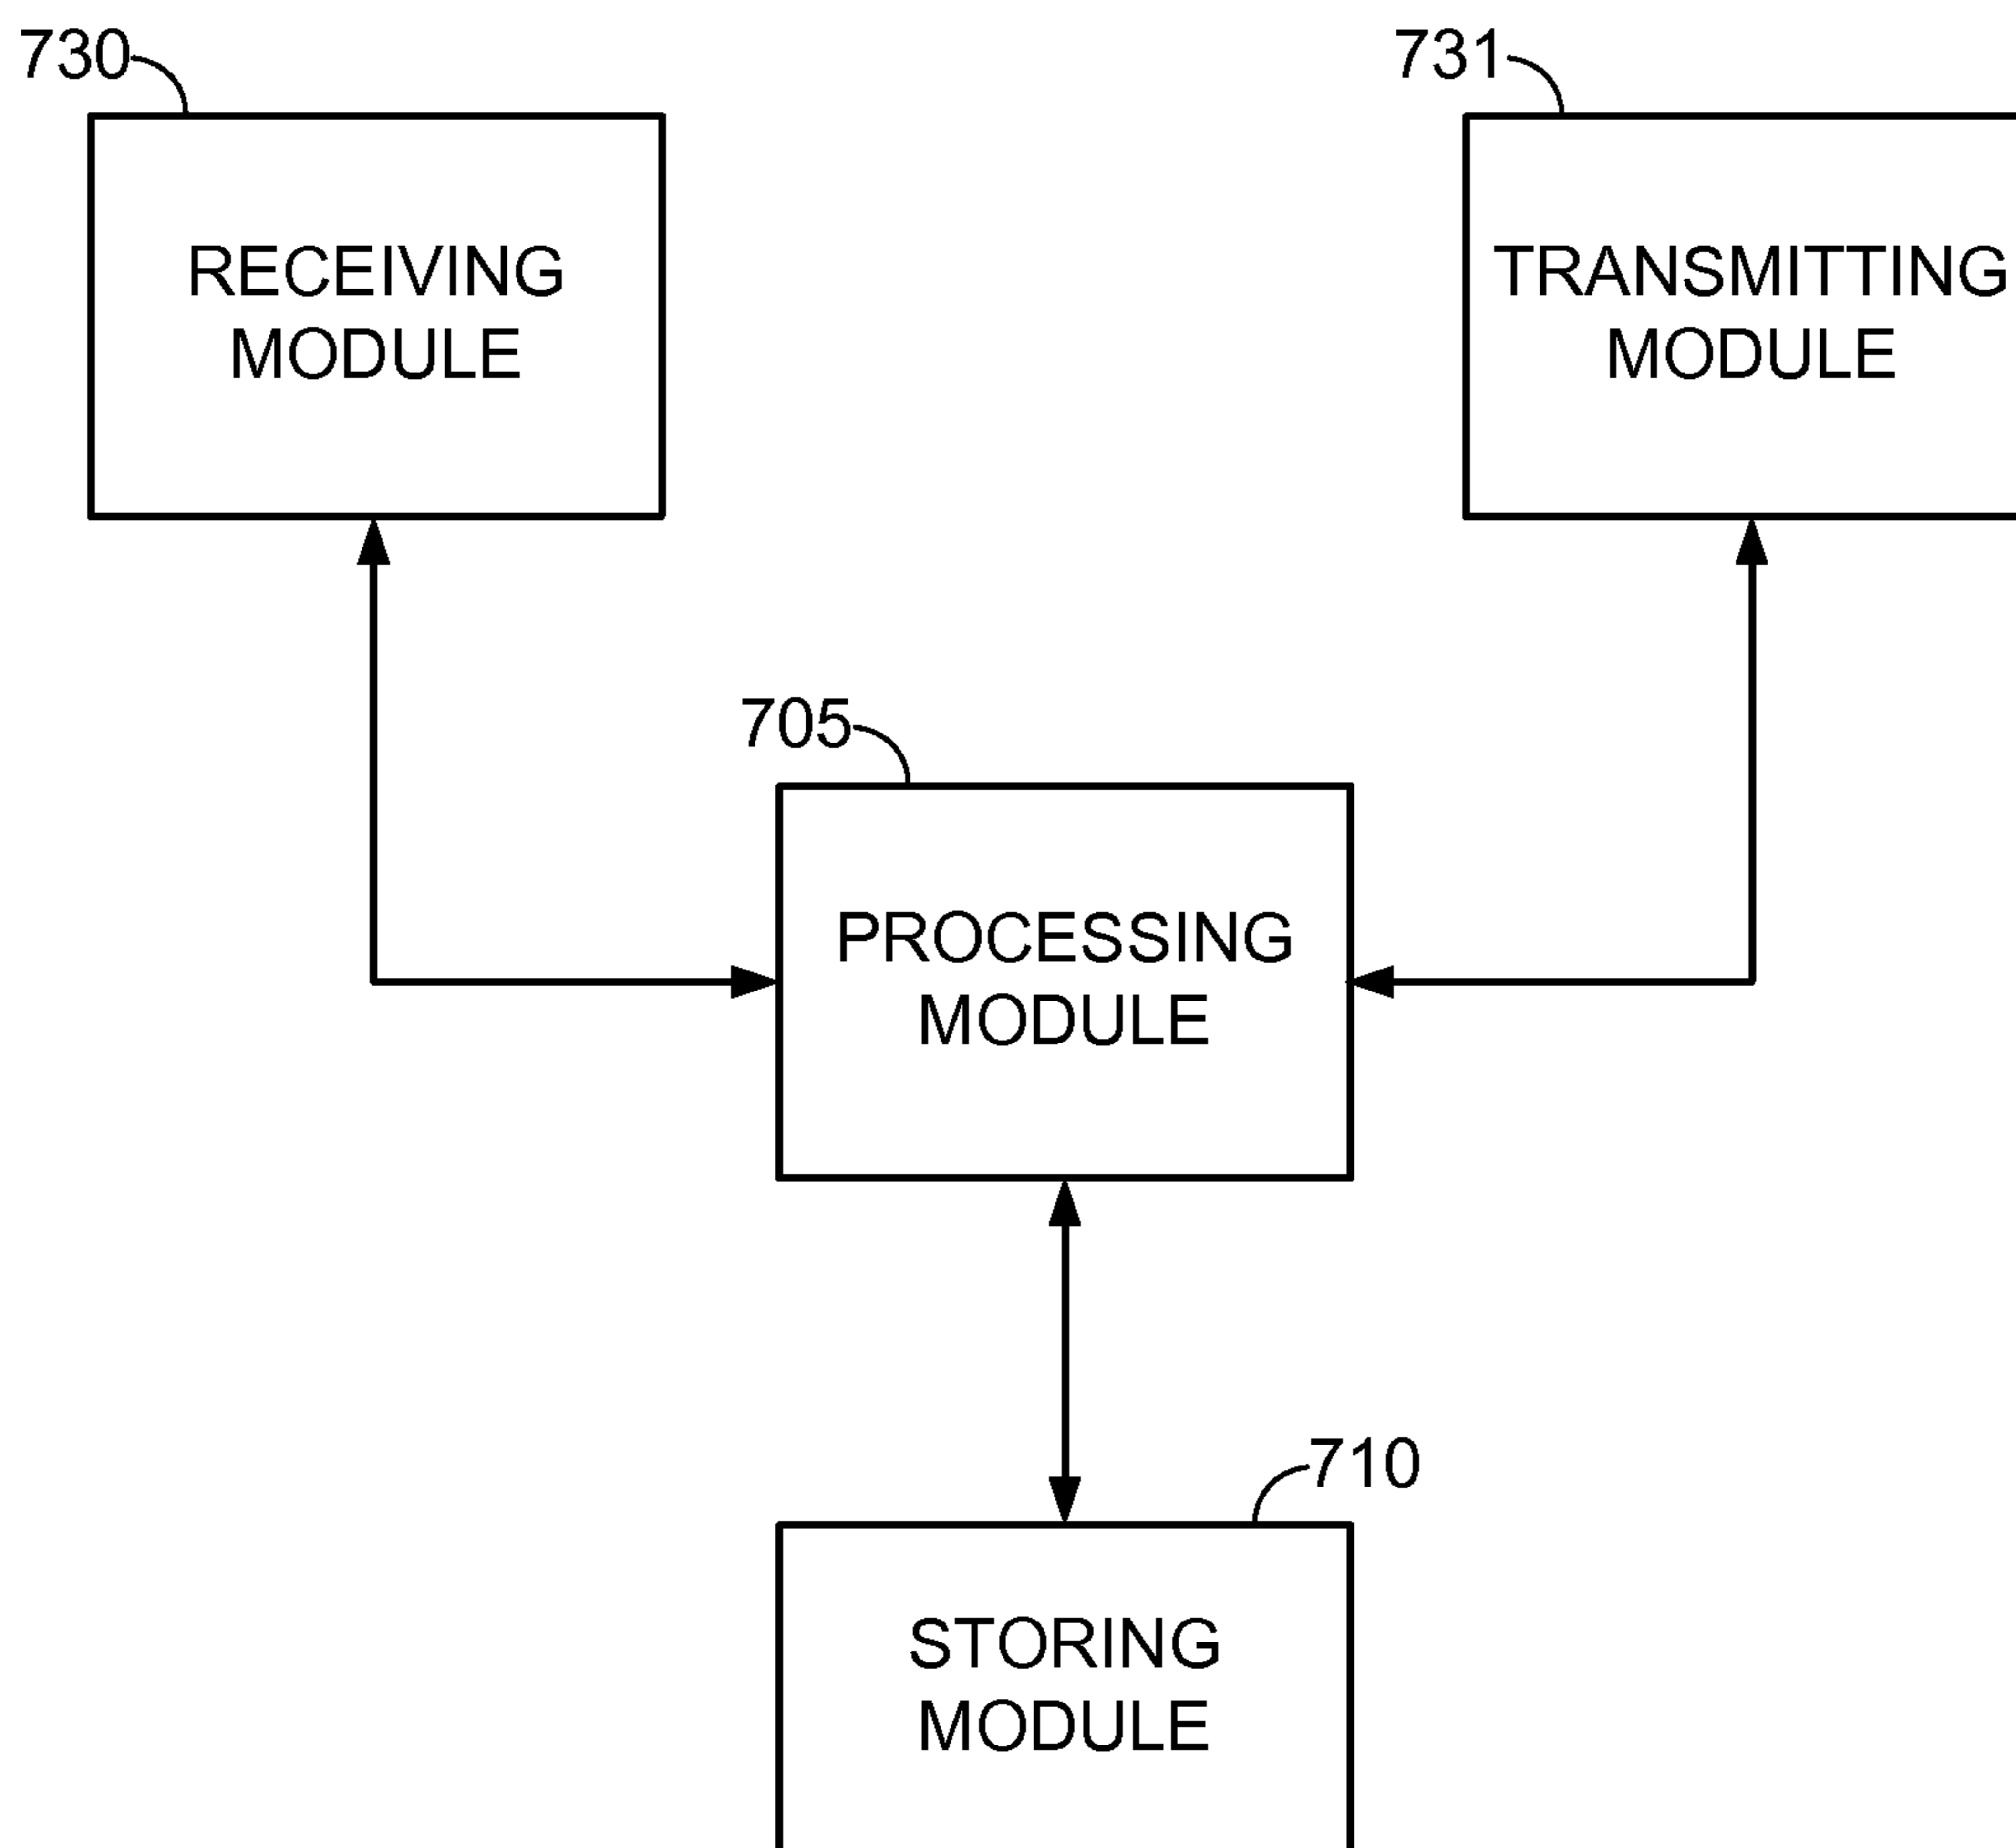 730
731
RECEIVING
MODULE
TRANSMITTING
MODULE
705
PROCESSING
MODULE
710
STORING
MODULE